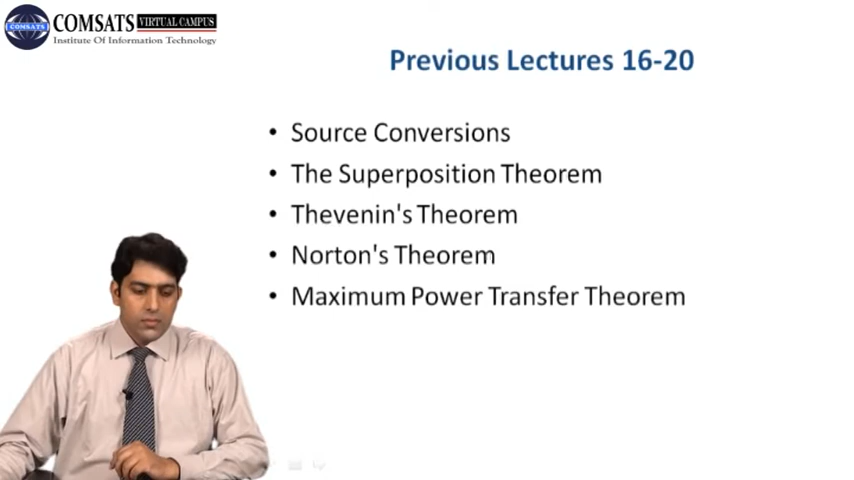 COMSATS VIRTUAL CAMPUS
Institute Of Information Technology
Previous Lectures 16-20
• Source Conversions
• The Superposition Theorem
• Thevenin's Theorem
• Norton's Theorem
• Maximum Power Transfer Theorem